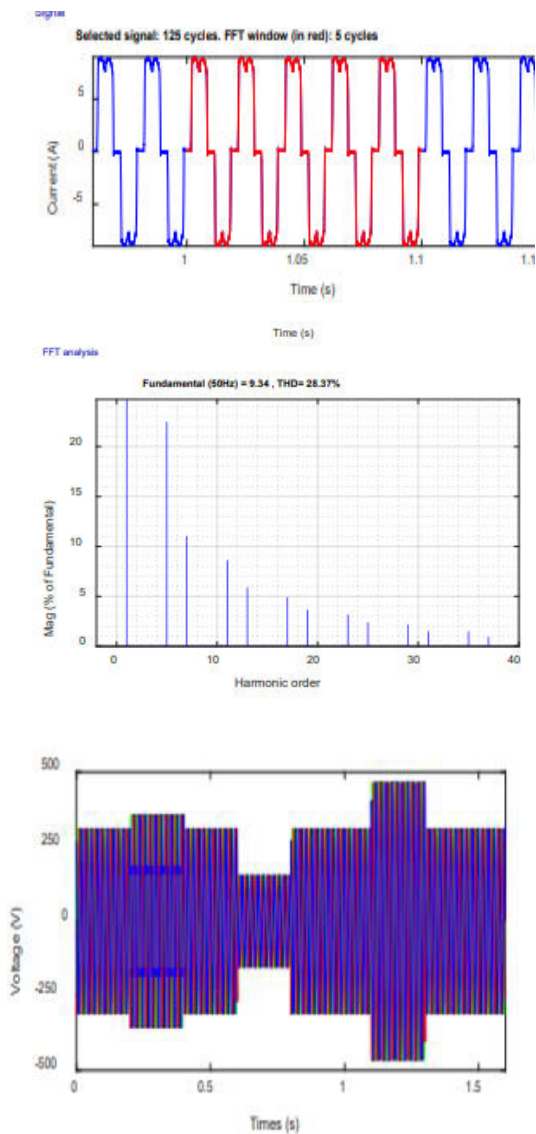 Signal
Selected signal: 125 cycles. FFT window (in red): 5 cycles
5
0
-5
Current (A)
1
1.05
1.1
1.1
Time (s)
Time (s)
FFT analysis
Fundamental (50Hz) = 9.34 , THD= 28.37%
20
15
10
5
0
Mag (% of Fundamental)
0
10
20
30
40
Harmonic order
500
250
0
-250
-500
Voltage (V)
0
0.5
1
1.5
Times (s)